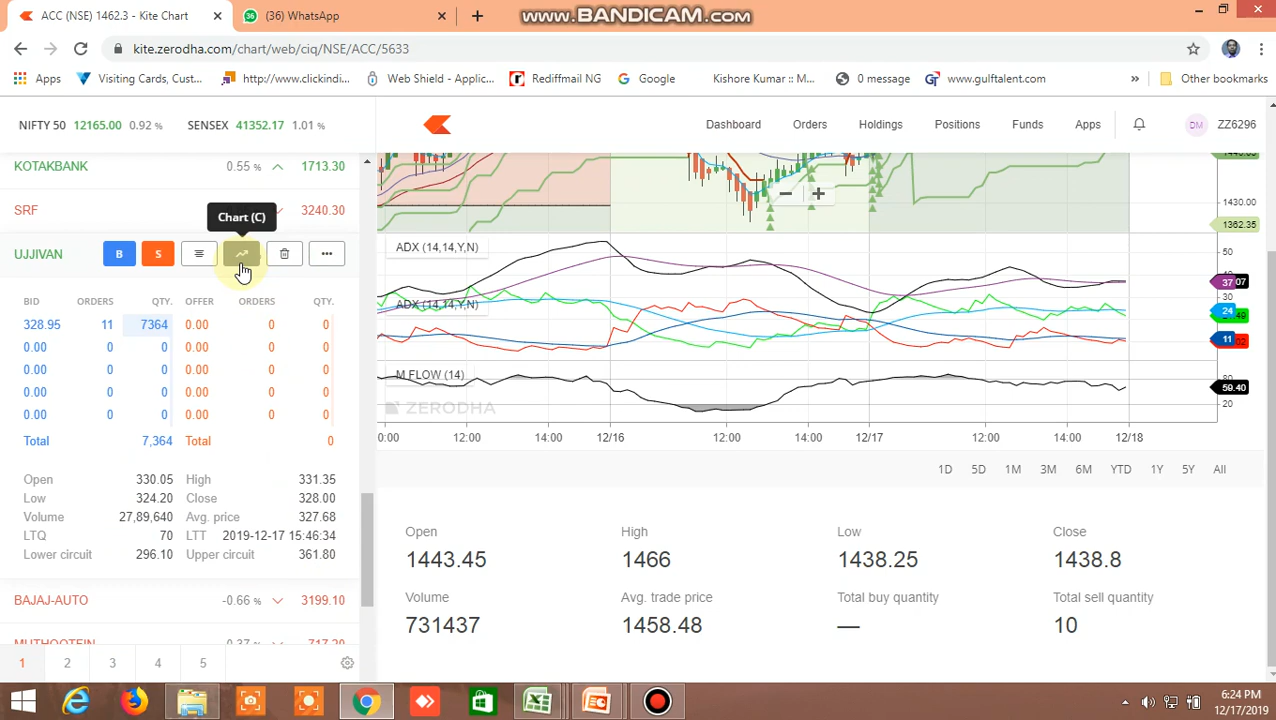 ACC (NSE) 1462.3 - Kite Chart
(36) WhatsApp
www.BANDICAM.com
kite.zerodha.com/chart/web/ciq/NSE/ACC/5633
Apps
Visiting Cards, Cust...
http://www.clickindi...
Web Shield - Applic...
Rediffmail NG
Google
Kishore Kumar :: M...
0 message
www.gulftalent.com
»
Other bookmarks
NIFTY 50 12165.00 0.92 %
SENSEX 41352.17 1.01 %
Dashboard
Orders
Holdings
Positions
Funds
Apps
DM
ZZ6296
KOTAKBANK 0.55 % 1713.30
SRF 3240.30
Chart (C)
UJJIVAN
B
S
BID ORDERS QTY. OFFER ORDERS QTY.
328.95 11 7364 0.00 0 0
0.00 0 0 0.00 0 0
0.00 0 0 0.00 0 0
0.00 0 0 0.00 0 0
0.00 0 0 0.00 0 0
Total 7,364 Total 0
Open 330.05 High 331.35
Low 324.20 Close 328.00
Volume 27,89,640 Avg. price 327.68
LTQ 70 LTT 2019-12-17 15:46:34
Lower circuit 296.10 Upper circuit 361.80
BAJAJ-AUTO -0.66 % 3199.10
1 2 3 4 5
1430.00
1362.35
ADX (14,14,Y,N)
50
37
30
ADX (14,14,Y,N)
24
11
M FLOW (14)
59.40
20
ZERODHA
12:00
14:00
12/16
12:00
14:00
12/17
12:00
14:00
12/18
1D 5D 1M 3M 6M YTD 1Y 5Y All
Open
1443.45
High
1466
Low
1438.25
Close
1438.8
Volume
731437
Avg. trade price
1458.48
Total buy quantity
—
Total sell quantity
10
6:24 PM
12/17/2019